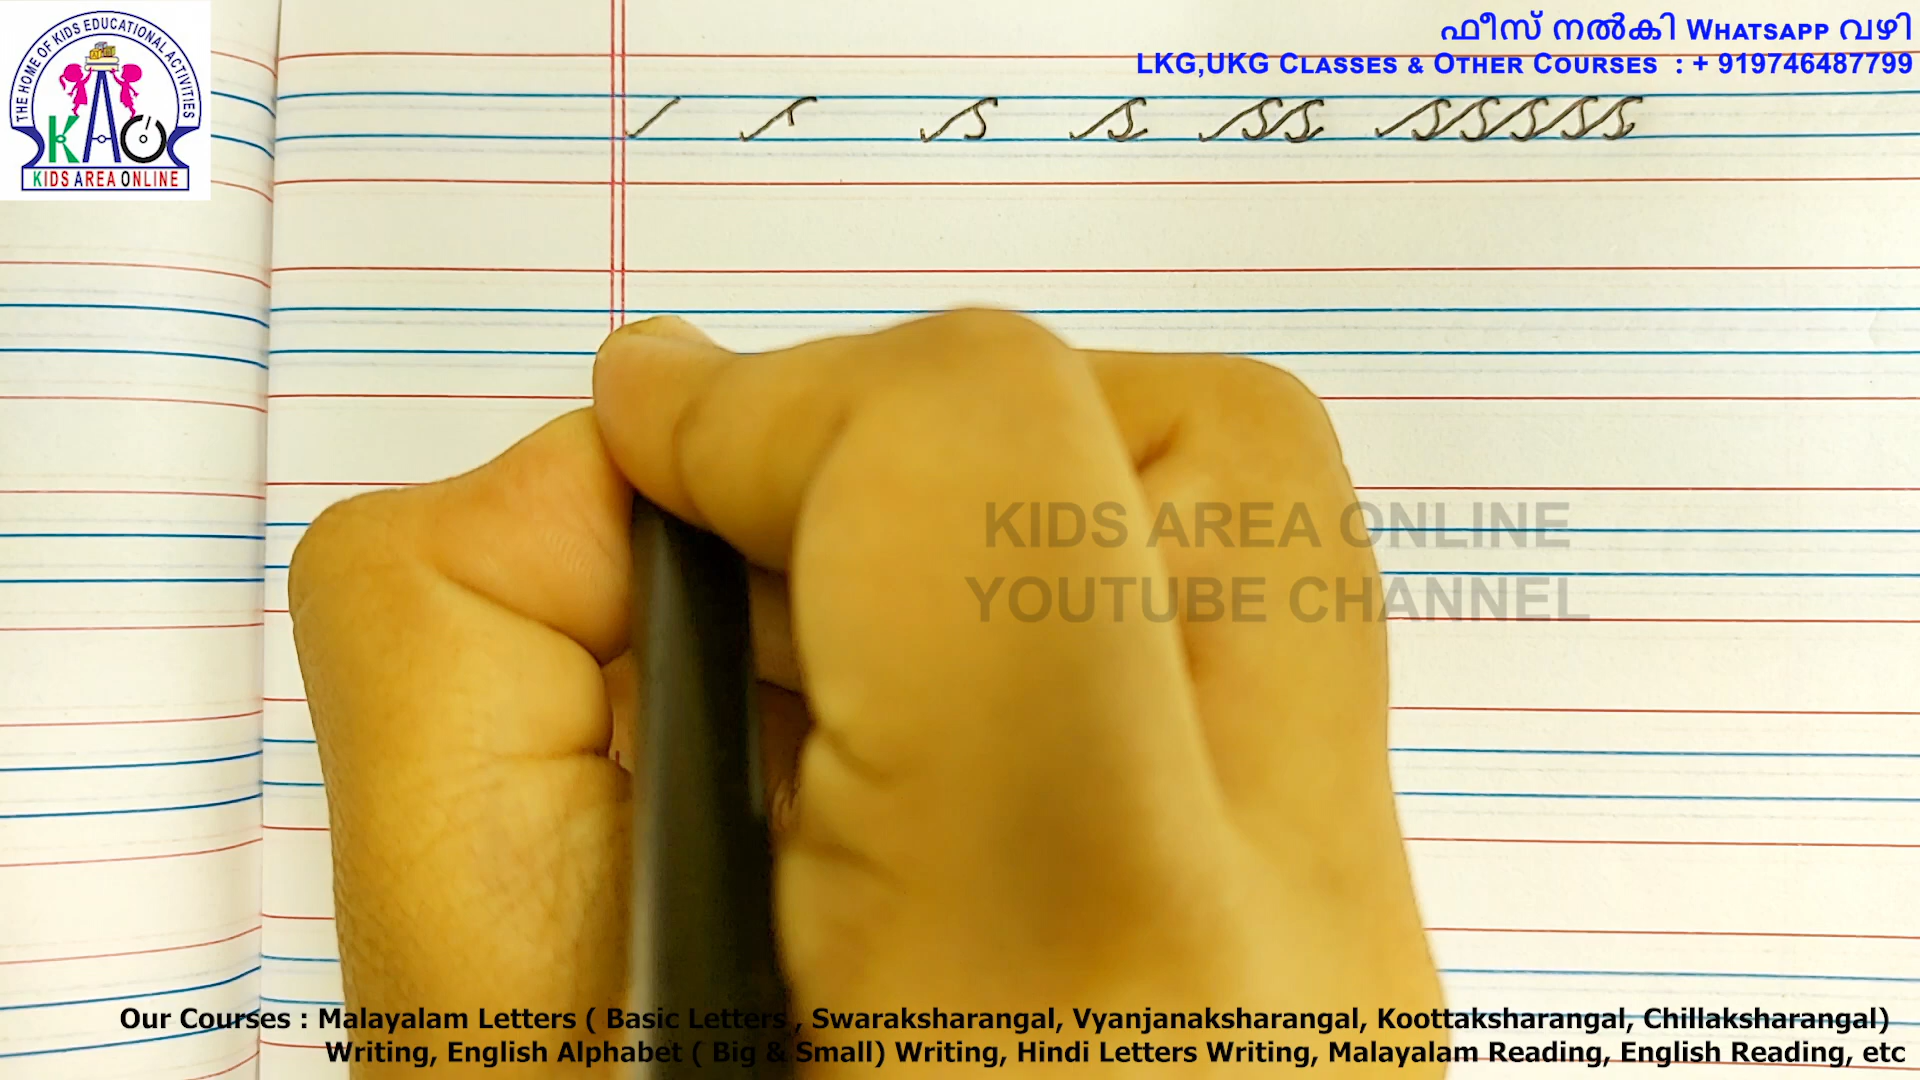 THE HOME OF KIDS EDUCATIONAL ACTIVITIES
KAO
KIDS AREA ONLINE
ഫീസ് നൽകി WHATSAPP വഴി
LKG,UKG CLASSES & OTHER COURSES : + 919746487799
KIDS AREA ONLINE
YOUTUBE CHANNEL
Our Courses : Malayalam Letters ( Basic Letters , Swaraksharangal, Vyanjanaksharangal, Koottaksharangal, Chillaksharangal)
Writing, English Alphabet ( Big & Small) Writing, Hindi Letters Writing, Malayalam Reading, English Reading, etc